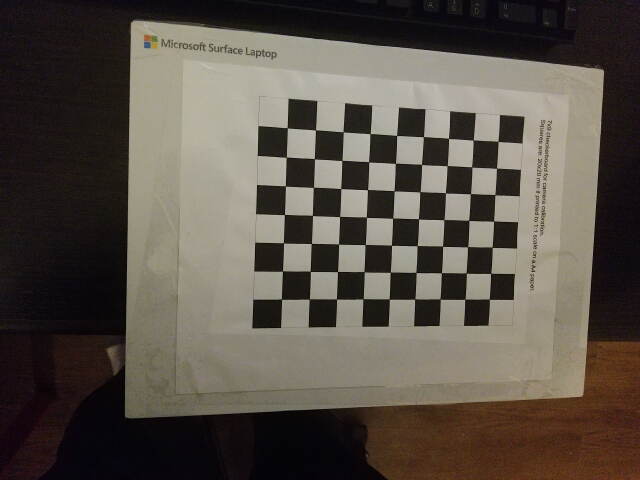 Microsoft Surface Laptop
7x9 checkerboard for camera calibration.
Squares are: 20x20 mm if printed to 1:1 scale on a A4 paper.